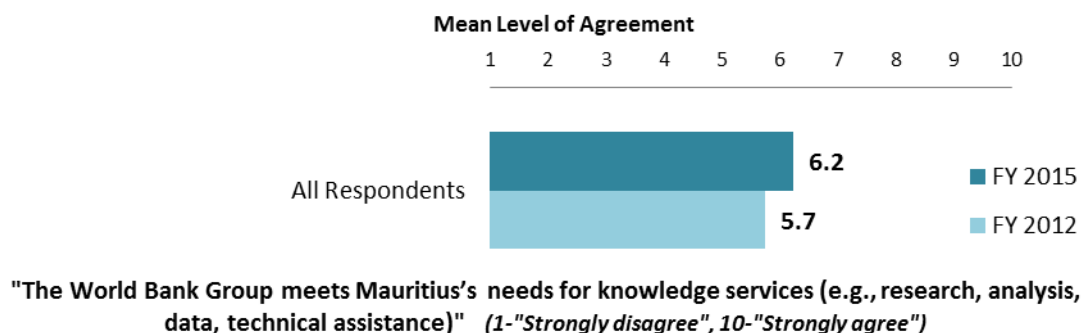 Mean Level of Agreement
1 2 3 4 5 6 7 8 9 10
All Respondents
6.2
5.7
FY 2015
FY 2012
"The World Bank Group meets Mauritius’s needs for knowledge services (e.g., research, analysis,
data, technical assistance)" (1-"Strongly disagree", 10-"Strongly agree")